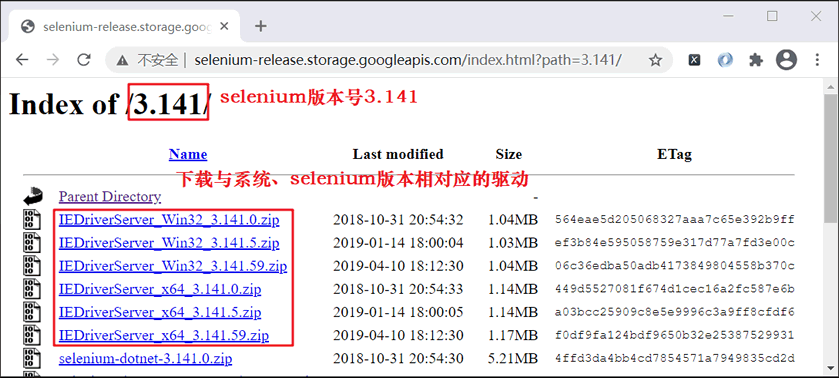 selenium-release.storage.googleap
不安全 | selenium-release.storage.googleapis.com/index.html?path=3.141/
Index of /3.141/ selenium版本号3.141
Name Last modified Size ETag
下载与系统、selenium版本相对应的驱动
Parent Directory -
IEDriverServer_Win32_3.141.0.zip 2018-10-31 20:54:32 1.04MB 564eae5d205068327aaa7c65e392b9ff
IEDriverServer_Win32_3.141.5.zip 2019-01-14 18:00:04 1.03MB ef3b84e595058759e317d77a7fd3e00c
IEDriverServer_Win32_3.141.59.zip 2019-04-10 18:12:30 1.04MB 06c36edba50adb4173849804558b370c
IEDriverServer_x64_3.141.0.zip 2018-10-31 20:54:33 1.14MB 449d5527081f674d1cec16a2fc587e6b
IEDriverServer_x64_3.141.5.zip 2019-01-14 18:00:05 1.14MB a03bcc25909c8e5e9996c3a9ff8cfdf6
IEDriverServer_x64_3.141.59.zip 2019-04-10 18:12:30 1.17MB f0df9fa124bdf9650b32e25387529931
selenium-dotnet-3.141.0.zip 2018-10-31 20:54:30 5.21MB 4ffd3da4bb4cd7854571a7949835cd2d